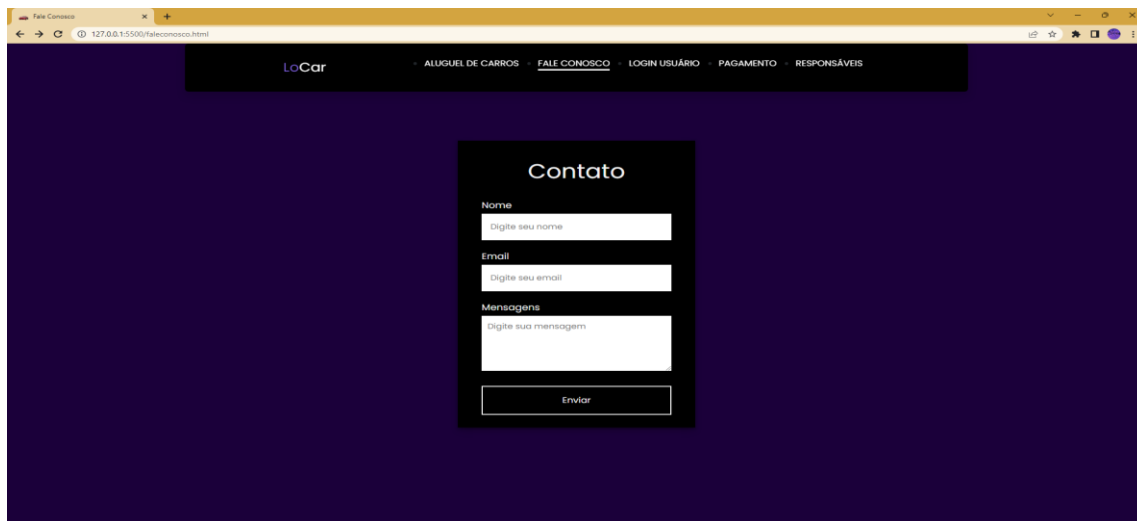 Fale Conosco
127.0.0.1:5500/faleconosco.html
LoCar ALUGUEL DE CARROS FALE CONOSCO LOGIN USUÁRIO PAGAMENTO RESPONSÁVEIS
Contato
Nome
Digite seu nome
Email
Digite seu email
Mensagens
Digite sua mensagem
Enviar